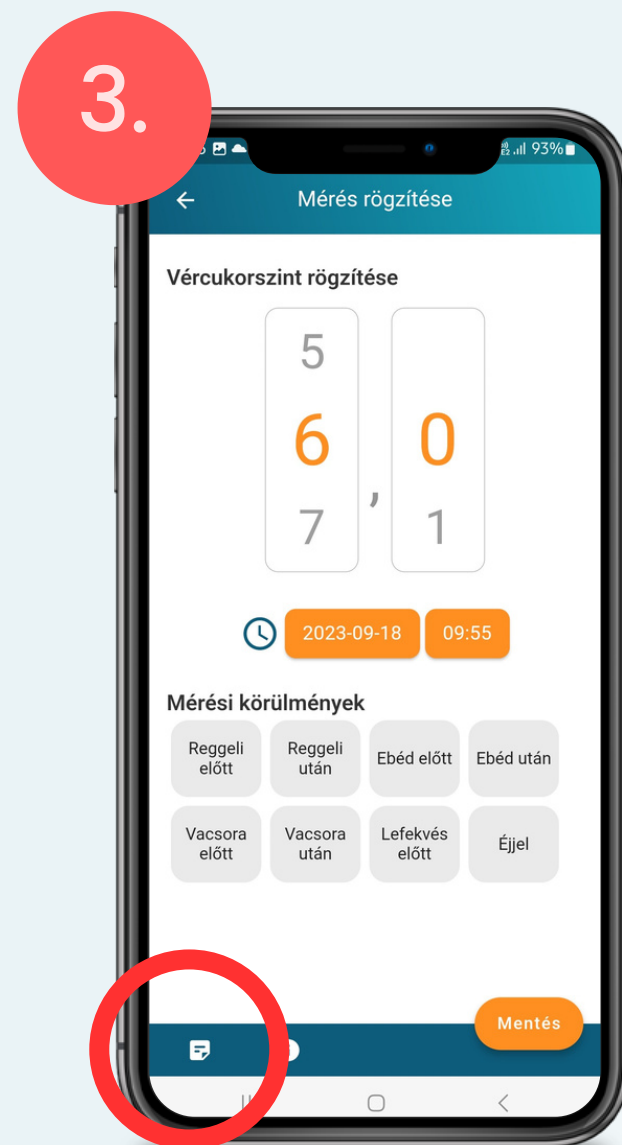 3.
93%
Mérés rögzítése
Vércukorszint rögzítése
5
6 , 0
7 1
2023-09-18 09:55
Mérési körülmények
Reggeli előtt
Reggeli után
Ebéd előtt
Ebéd után
Vacsora előtt
Vacsora után
Lefekvés előtt
Éjjel
Mentés